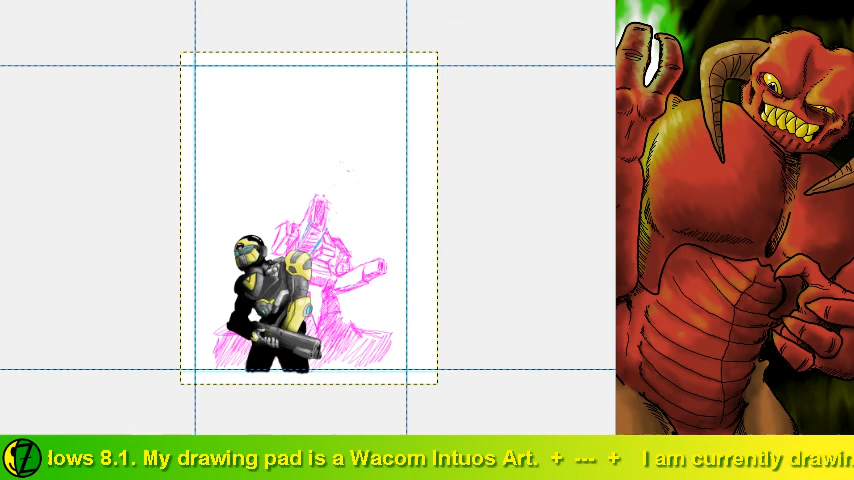 lows 8.1. My drawing pad is a Wacom Intuos Art. + --- + I am currently drawin